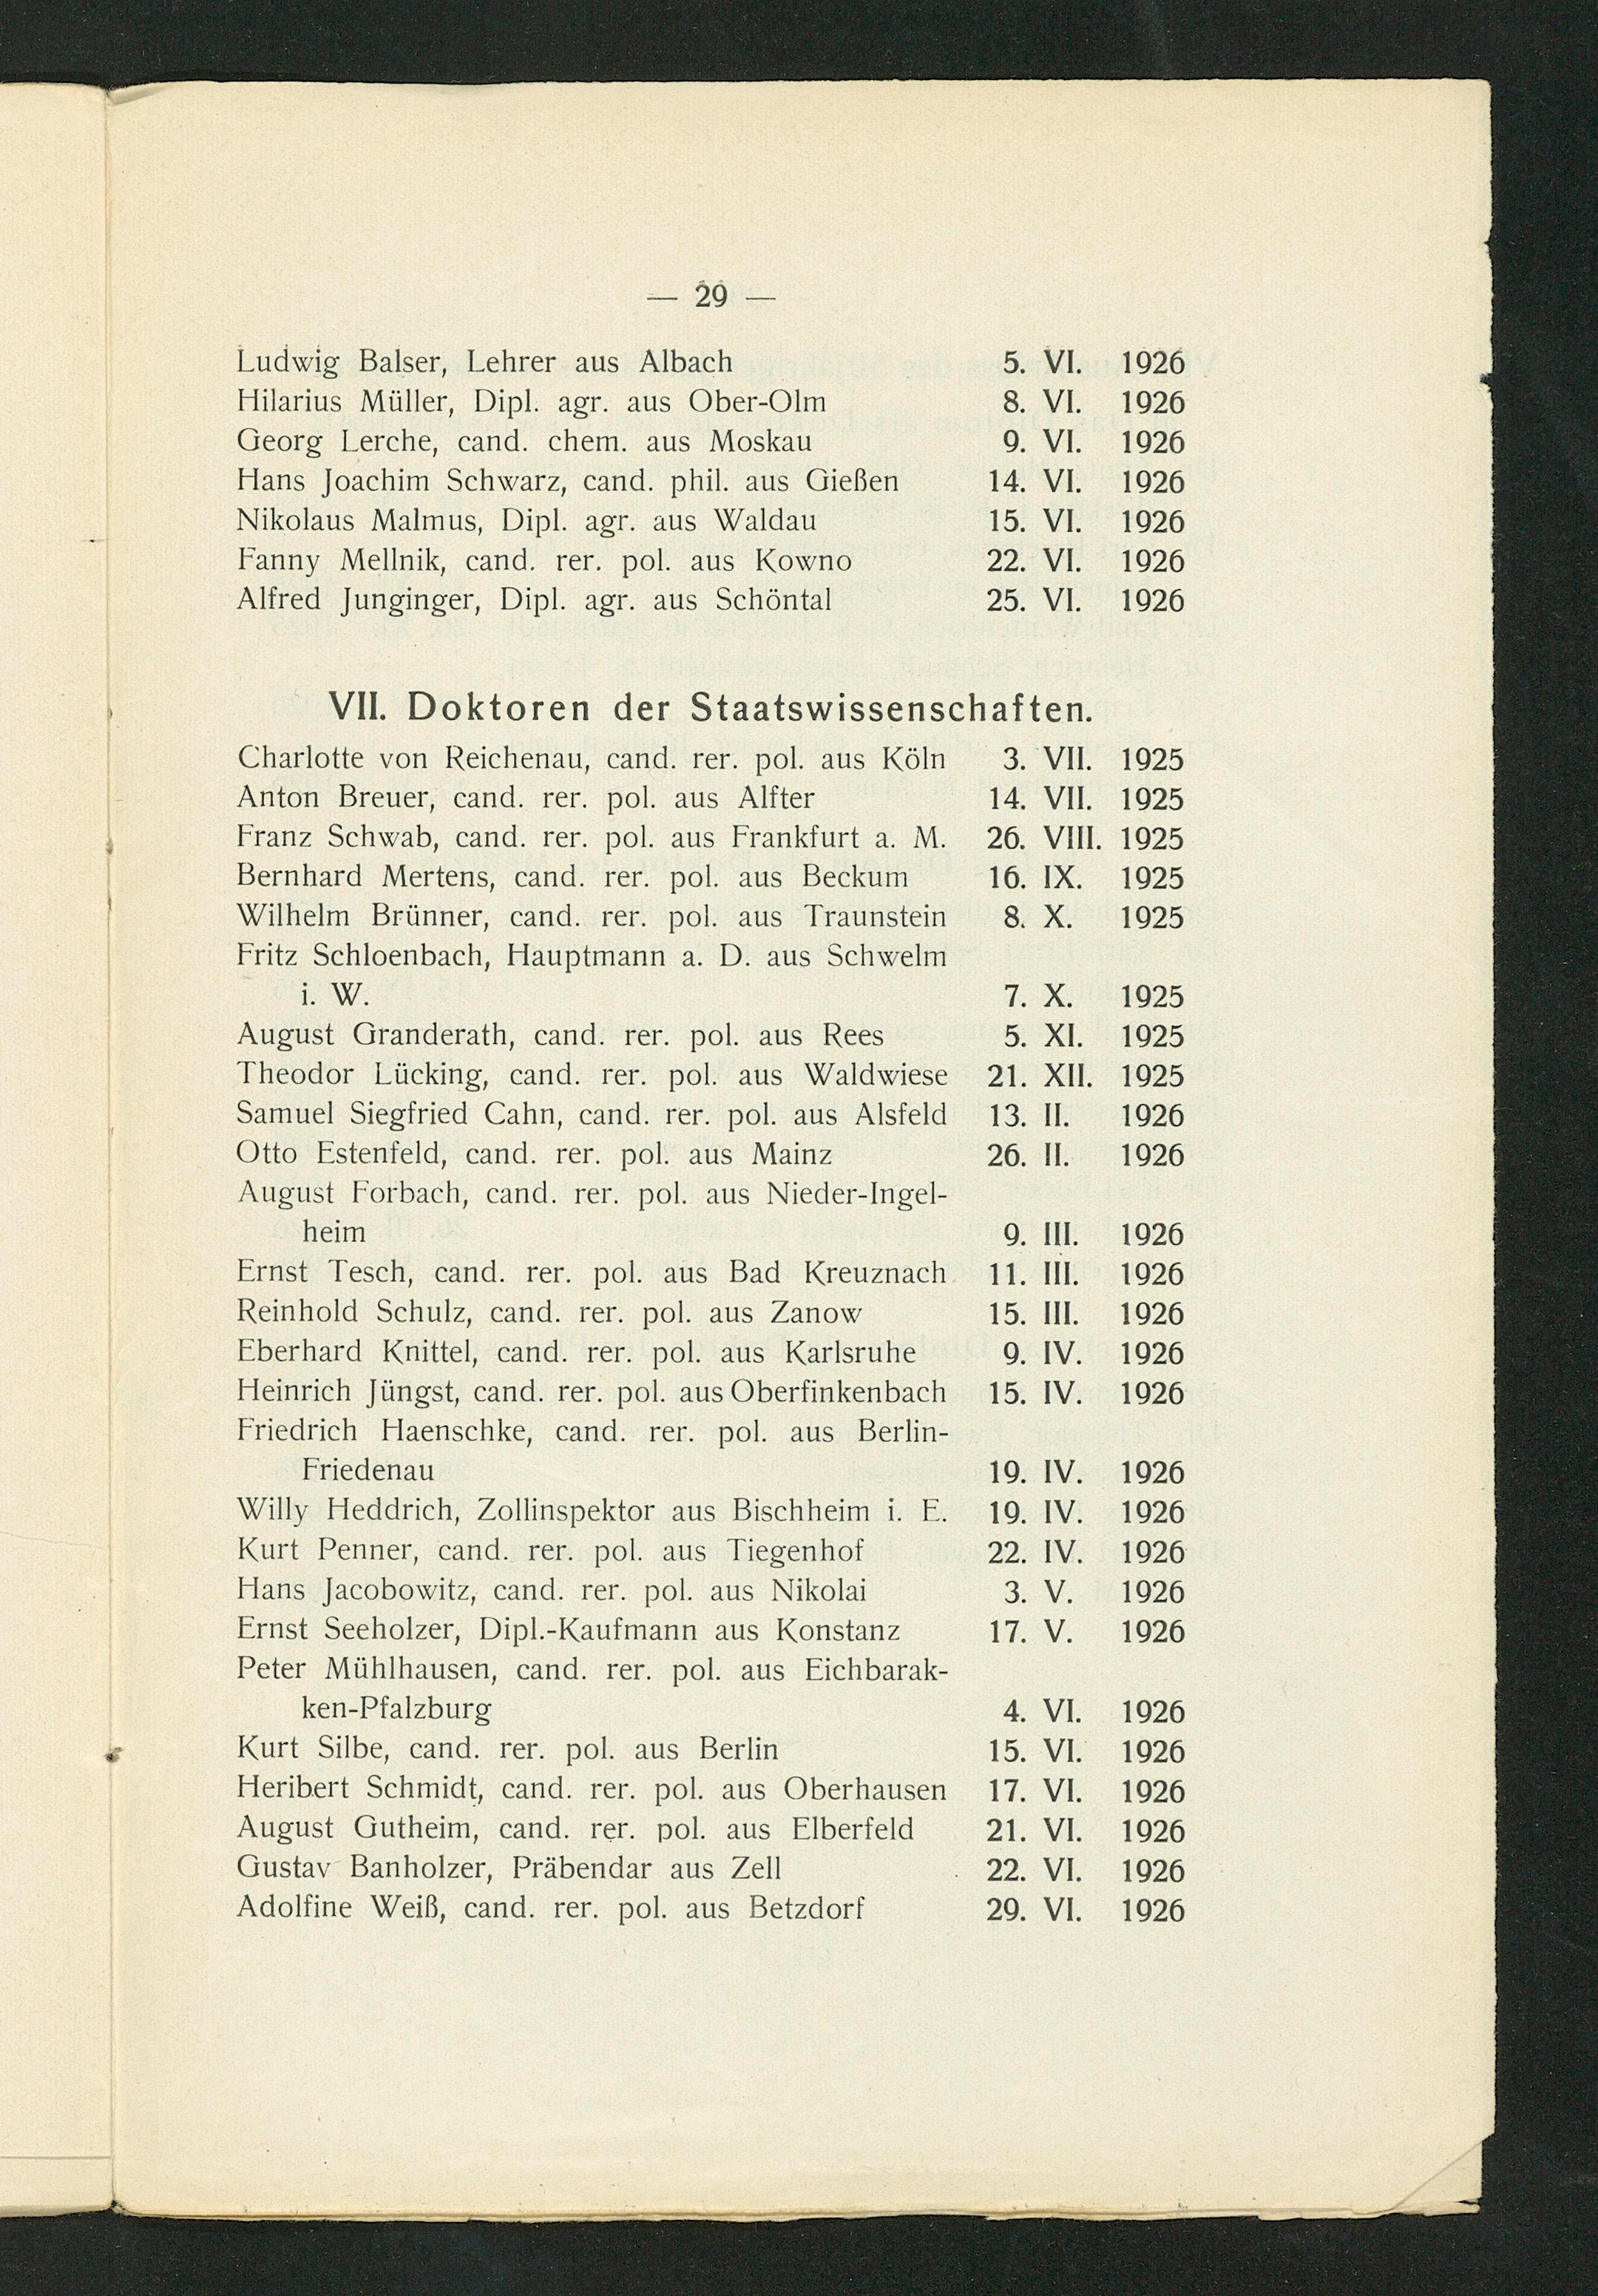 — 29 —
Ludwig Balser, Lehrer aus Albach 5. VI. 1926
Hilarius Müller, Dipl. agr. aus Ober-Olm 8. VI. 1926
Georg Lerche, cand. chem. aus Moskau 9. VI. 1926
Hans Joachim Schwarz, cand. phil. aus Gießen 14. VI. 1926
Nikolaus Malmus, Dipl. agr. aus Waldau 15. VI. 1926
Fanny Mellnik, cand. rer. pol. aus Kowno 22. VI. 1926
Alfred Junginger, Dipl. agr. aus Schöntal 25. VI. 1926
VII. Doktoren der Staatswissenschaften.
Charlotte von Reichenau, cand. rer. pol. aus Köln 3. VII. 1925
Anton Breuer, cand. rer. pol. aus Alfter 14. VII. 1925
Franz Schwab, cand. rer. pol. aus Frankfurt a. M. 26. VIII. 1925
Bernhard Mertens, cand. rer. pol. aus Beckum 16. IX. 1925
Wilhelm Brünner, cand. rer. pol. aus Traunstein 8. X. 1925
Fritz Schloenbach, Hauptmann a. D. aus Schwelm
i. W. 7. X. 1925
August Granderath, cand. rer. pol. aus Rees 5. XI. 1925
Theodor Lücking, cand. rer. pol. aus Waldwiese 21. XII. 1925
Samuel Siegfried Cahn, cand. rer. pol. aus Alsfeld 13. II. 1926
Otto Estenfeld, cand. rer. pol. aus Mainz 26. II. 1926
August Forbach, cand. rer. pol. aus Nieder-Ingel-
heim 9. III. 1926
Ernst Tesch, cand. rer. pol. aus Bad Kreuznach 11. III. 1926
Reinhold Schulz, cand. rer. pol. aus Zanow 15. III. 1926
Eberhard Knittel, cand. rer. pol. aus Karlsruhe 9. IV. 1926
Heinrich Jüngst, cand. rer. pol. aus Oberfinkenbach 15. IV. 1926
Friedrich Haenschke, cand. rer. pol. aus Berlin-
Friedenau 19. IV. 1926
Willy Heddrich, Zollinspektor aus Bischheim i. E. 19. IV. 1926
Kurt Penner, cand. rer. pol. aus Tiegenhof 22. IV. 1926
Hans Jacobowitz, cand. rer. pol. aus Nikolai 3. V. 1926
Ernst Seeholzer, Dipl.-Kaufmann aus Konstanz 17. V. 1926
Peter Mühlhausen, cand. rer. pol. aus Eichbarak-
ken-Pfalzburg 4. VI. 1926
Kurt Silbe, cand. rer. pol. aus Berlin 15. VI. 1926
Heribert Schmidt, cand. rer. pol. aus Oberhausen 17. VI. 1926
August Gutheim, cand. rer. pol. aus Elberfeld 21. VI. 1926
Gustav Banholzer, Präbendar aus Zell 22. VI. 1926
Adolfine Weiß, cand. rer. pol. aus Betzdorf 29. VI. 1926